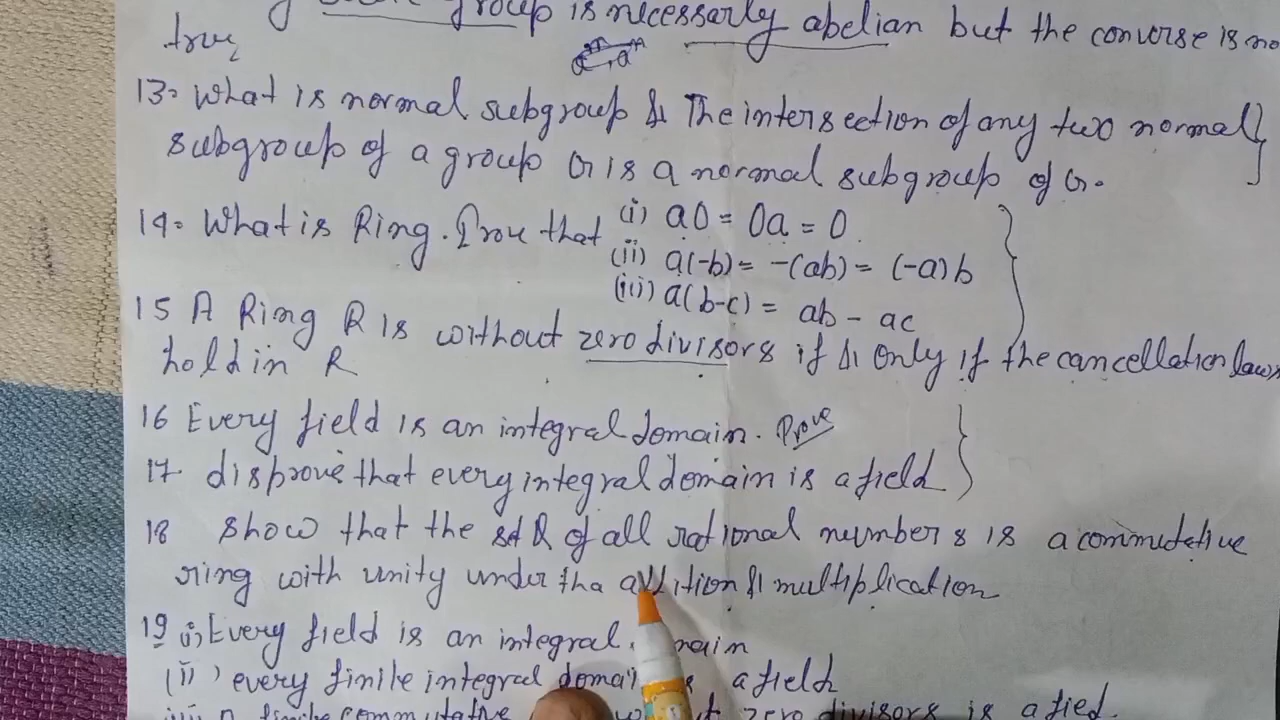 group is necessarly abelian but the converse is no
true
13. What is normal subgroup & The intersection of any two normal
subgroup of a group G is a normal subgroup of G.
14. What is Ring. Prove that (i) a0 = 0a = 0.
(ii) a(-b) = -(ab) = (-a)b
(iii) a(b-c) = ab - ac
15 A Ring R is without zero divisors if & only if the cancellation laws
hold in R
16 Every field is an integral domain. Prove
17. disprove that every integral domain is a field
18 Show that the set Q of all rational numbers is a commutative
ring with unity under tha addition & multiplication
19 (i) Every field is an integral
(ii) every finite integral a field
zero divisors is a fied.